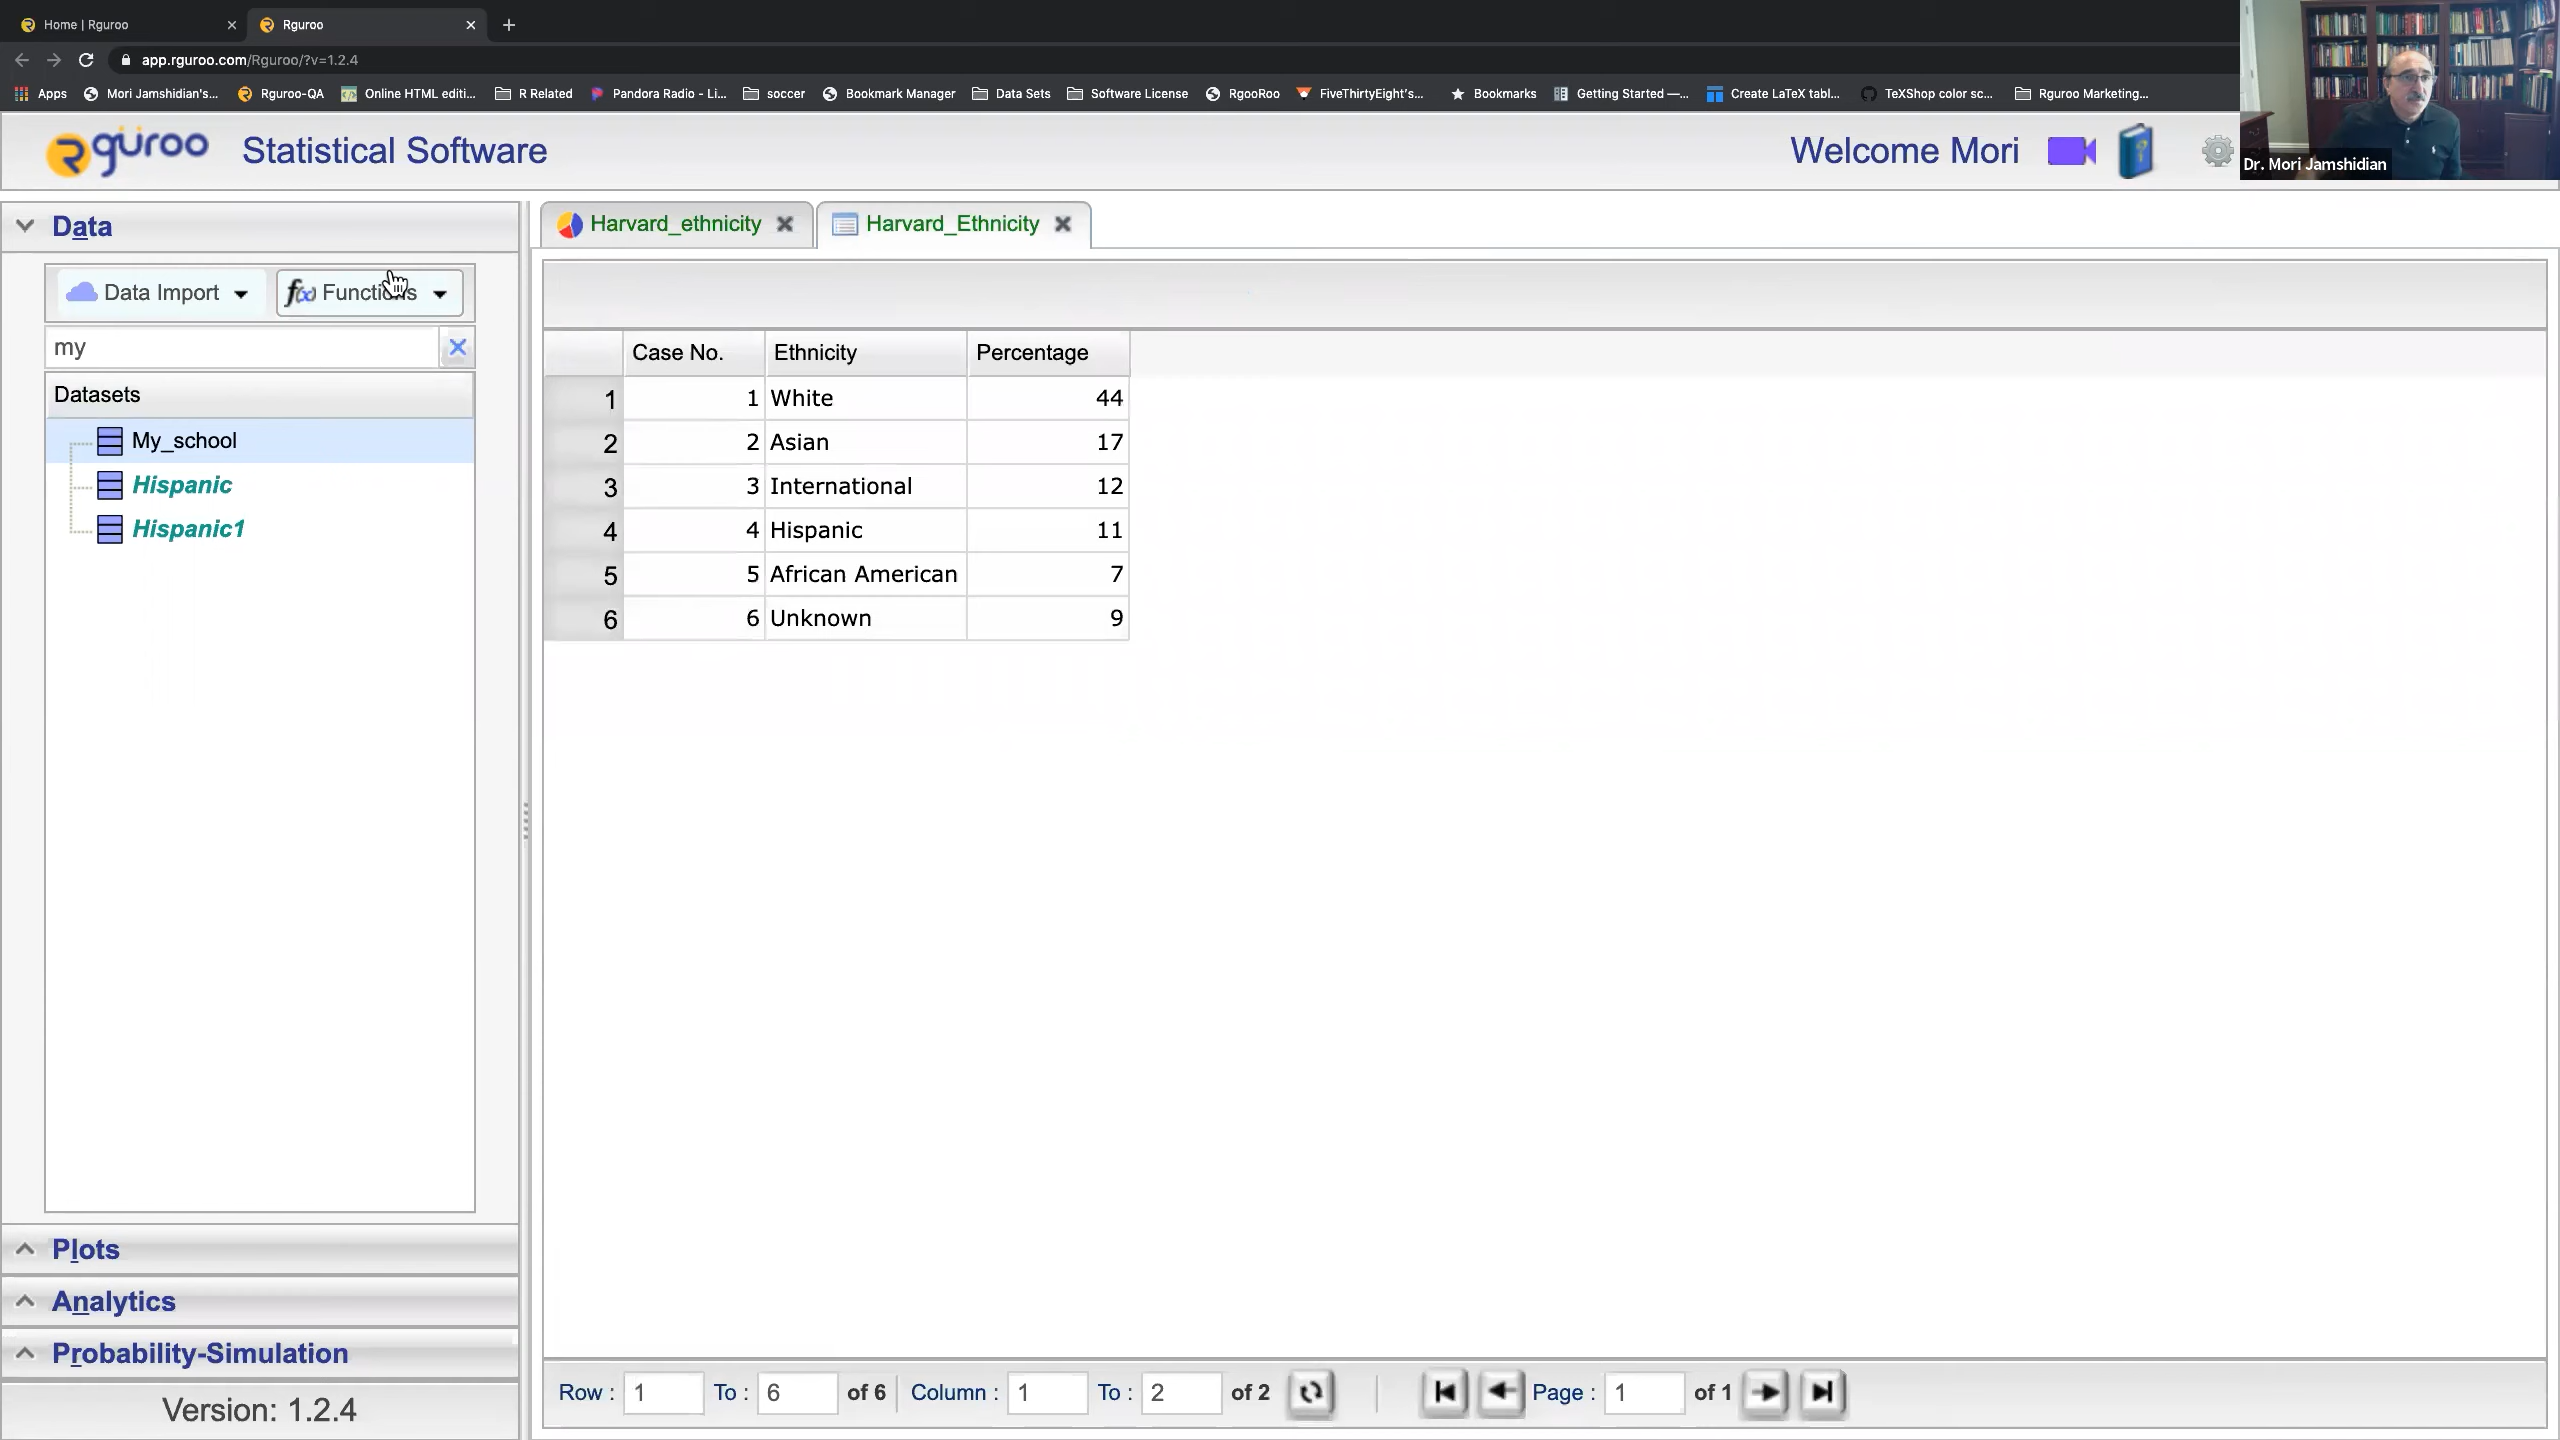 Home | Rguroo
Rguroo
app.rguroo.com/Rguroo/?v=1.2.4
Apps Mori Jamshidian's... Rguroo-QA Online HTML editi... R Related Pandora Radio - Li... soccer Bookmark Manager Data Sets Software License RgooRoo FiveThirtyEight's... Bookmarks Getting Started —... Create LaTeX tabl... TeXShop color sc... Rguroo Marketing...
Rguroo Statistical Software
Welcome Mori
Dr. Mori Jamshidian
Data
Data Import
f(x)
my
Datasets
My_school
Hispanic
Hispanic1
Plots
Analytics
Probability-Simulation
Version: 1.2.4
Harvard_ethnicity Harvard_Ethnicity
Case No. Ethnicity Percentage
1 1 White 44
2 2 Asian 17
3 3 International 12
4 4 Hispanic 11
5 5 African American 7
6 6 Unknown 9
Row : 1 To : 6 of 6 Column : 1 To : 2 of 2 Page : 1 of 1